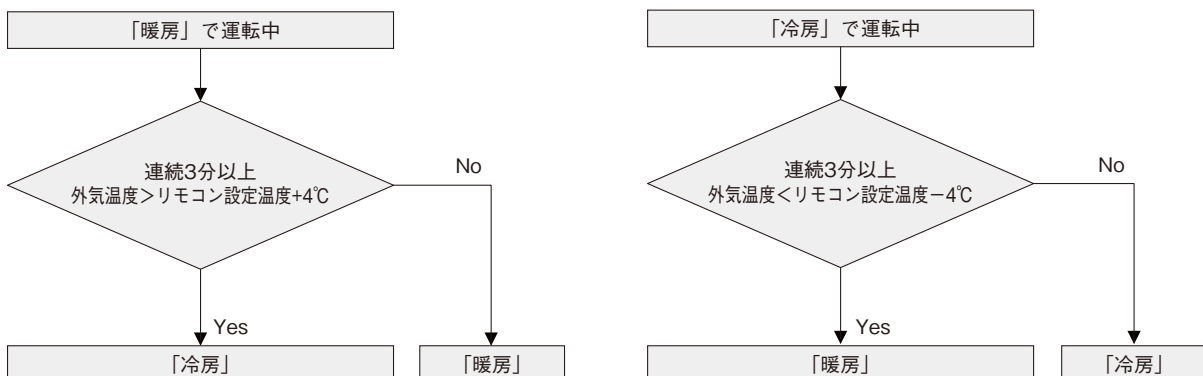 「暖房」で運転中
連続3分以上
外気温度＞リモコン設定温度+4℃
No
Yes
「冷房」
「暖房」
「冷房」で運転中
連続3分以上
外気温度＜リモコン設定温度－4℃
No
Yes
「暖房」
「冷房」